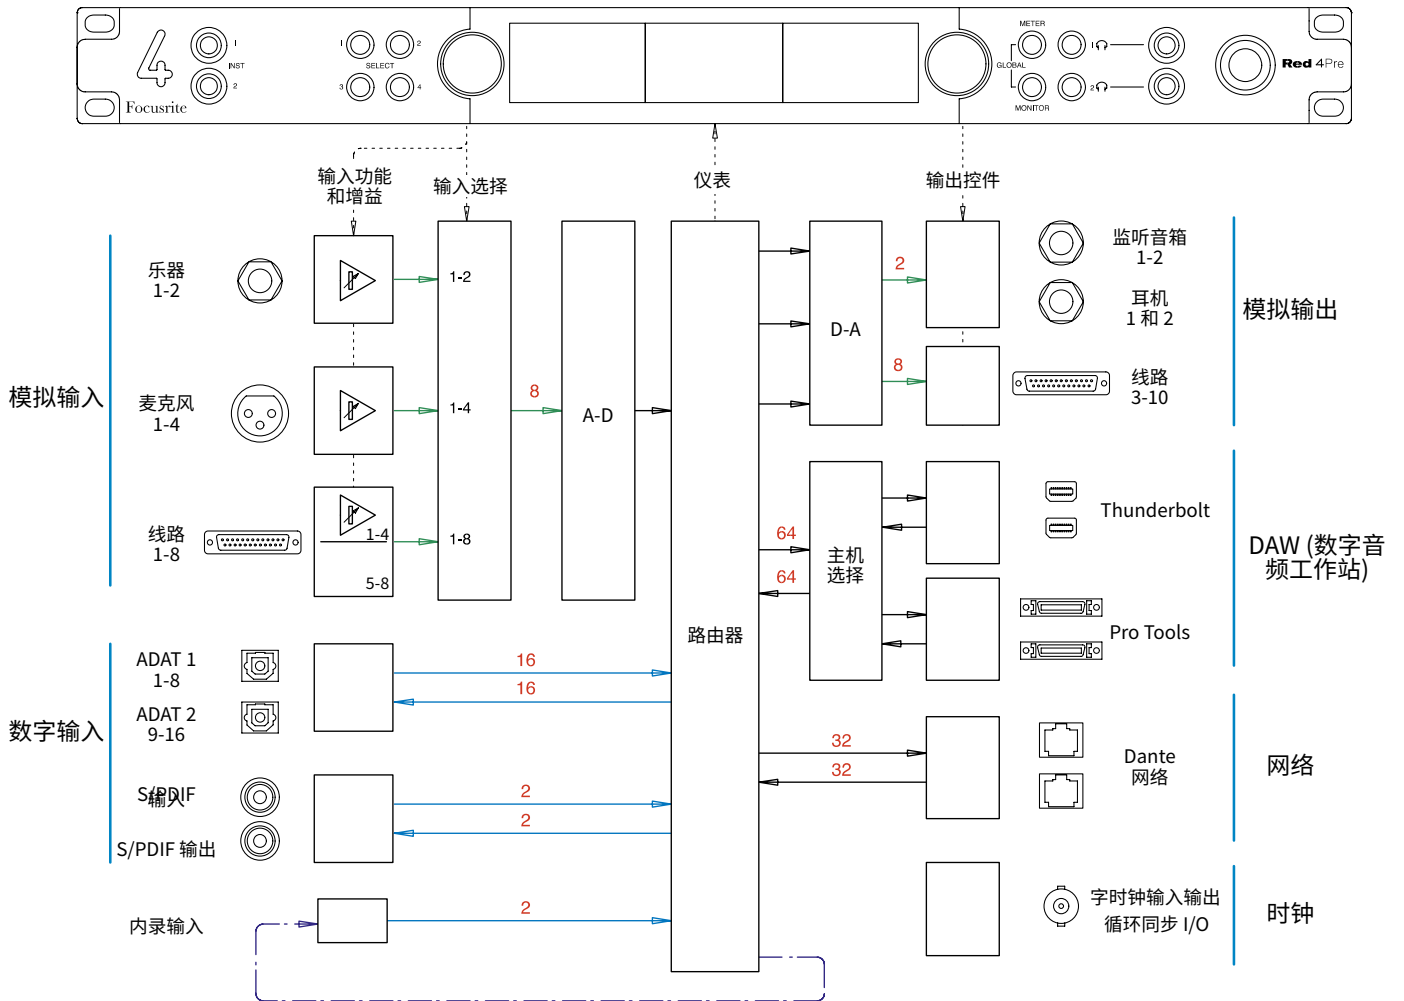 4
Focusrite
1
INST
2
1
2
SELECT
3
4
METER
GLOBAL
MONITOR
1
2
Red 4Pre
输入功能
和增益
输入选择
仪表
输出控件
模拟输入
乐器
1-2
麦克风
1-4
线路
1-8
1-4
5-8
1-2
1-4
1-8
8
A-D
路由器
D-A
2
8
监听音箱
1-2
耳机
1 和 2
线路
3-10
模拟输出
64
64
主机
选择
Thunderbolt
Pro Tools
DAW (数字音
频工作站)
数字输入
ADAT 1
1-8
ADAT 2
9-16
16
16
S/PDIF
输入
S/PDIF 输出
2
2
32
32
Dante
网络
网络
内录输入
2
字时钟输入输出
循环同步 I/O
时钟